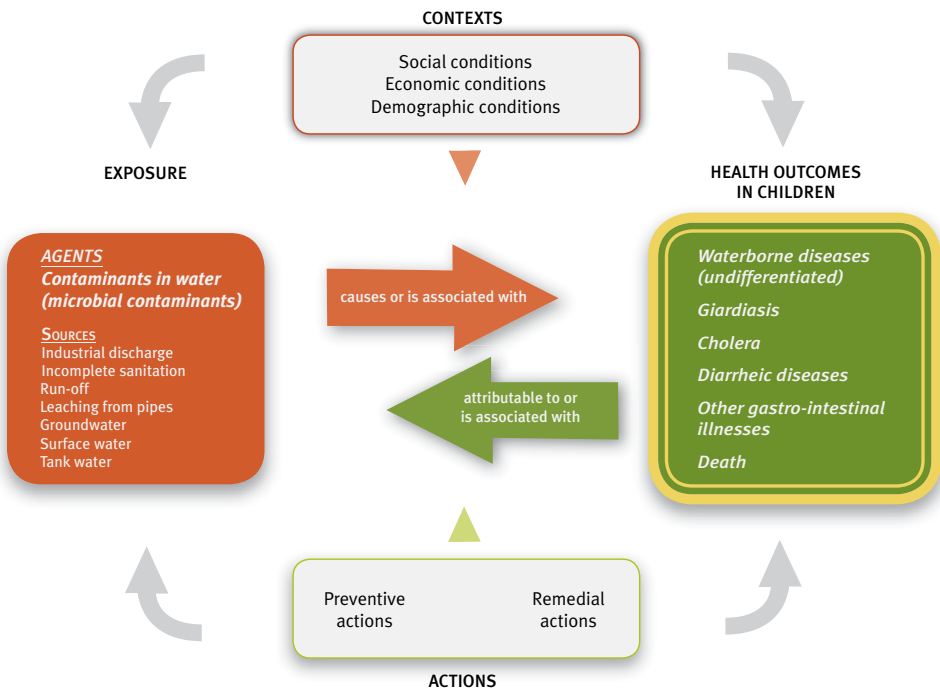 CONTEXTS
Social conditions
Economic conditions
Demographic conditions
EXPOSURE
HEALTH OUTCOMES
IN CHILDREN
AGENTS
Contaminants in water
(microbial contaminants)
SOURCES
Industrial discharge
Incomplete sanitation
Run-off
Leaching from pipes
Groundwater
Surface water
Tank water
causes or is associated with
attributable to or
is associated with
Waterborne diseases
(undifferentiated)
Giardiasis
Cholera
Diarrheic diseases
Other gastro-intestinal
illnesses
Death
Preventive
actions
Remedial
actions
ACTIONS